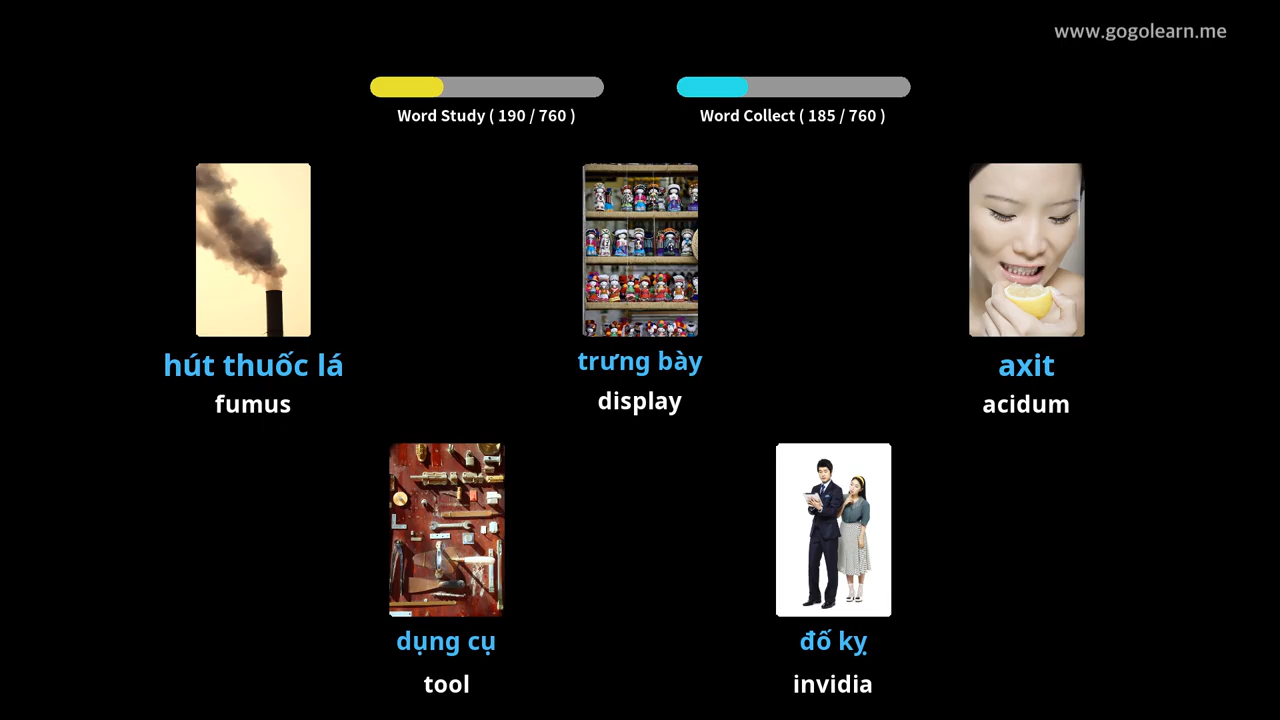 www.gogolearn.me
Word Study ( 190 / 760 )
Word Collect ( 185 / 760 )
hút thuốc lá
fumus
trưng bày
display
axit
acidum
dụng cụ
tool
đố kỵ
invidia